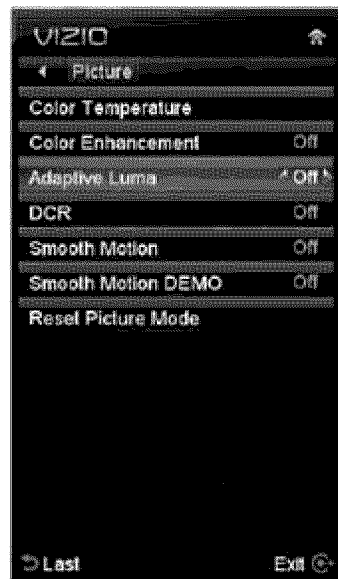 VIZIO
Picture
Color Temperature
Color Enhancement Off
Adaptive Luma Off
DCR Off
Smooth Motion Off
Smooth Motion DEMO Off
Reset Picture Mode
Last Exit